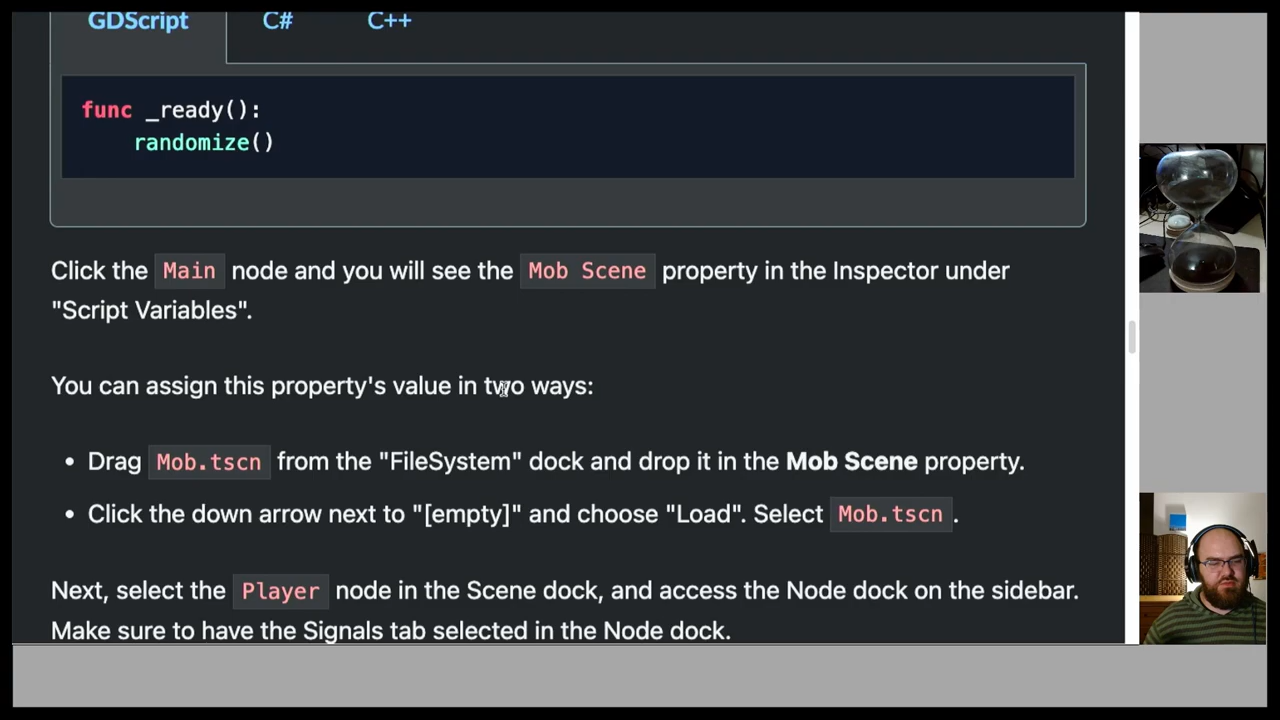 GDScript C# C++
func _ready():
randomize()
Click the Main node and you will see the Mob Scene property in the Inspector under
"Script Variables".
You can assign this property's value in two ways:
• Drag Mob.tscn from the "FileSystem" dock and drop it in the Mob Scene property.
• Click the down arrow next to "[empty]" and choose "Load". Select Mob.tscn.
Next, select the Player node in the Scene dock, and access the Node dock on the sidebar.
Make sure to have the Signals tab selected in the Node dock.